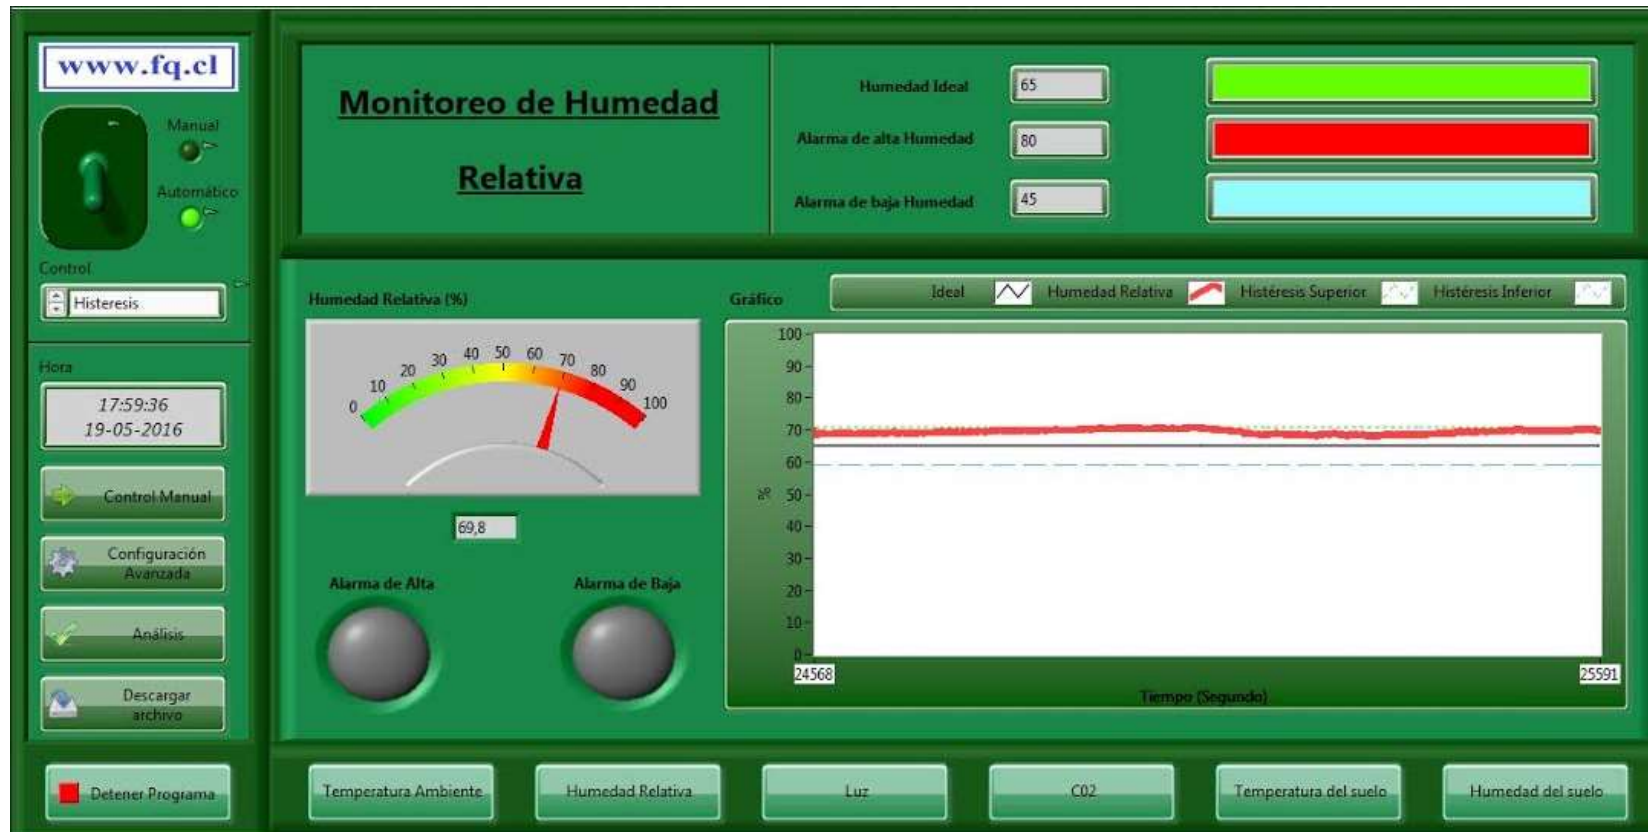 www.fq.cl
Manual
Automático
Control
Histeresis
Hora
17:59:36
19-05-2016
Control Manual
Configuración
Avanzada
Análisis
Descargar
archivo
Detener Programa
Monitoreo de Humedad
Relativa
Humedad Ideal
65
Alarma de alta Humedad
80
Alarma de baja Humedad
45
Humedad Relativa (%)
0
10
20
30
40
50
60
70
80
90
100
69,8
Alarma de Alta
Alarma de Baja
Gráfico
Ideal
Humedad Relativa
Histéresis Superior
Histéresis Inferior
100
90
80
70
60
50
40
30
20
10
0
%
24568
25591
Tiempo (Segundo)
Temperatura Ambiente
Humedad Relativa
Luz
C02
Temperatura del suelo
Humedad del suelo